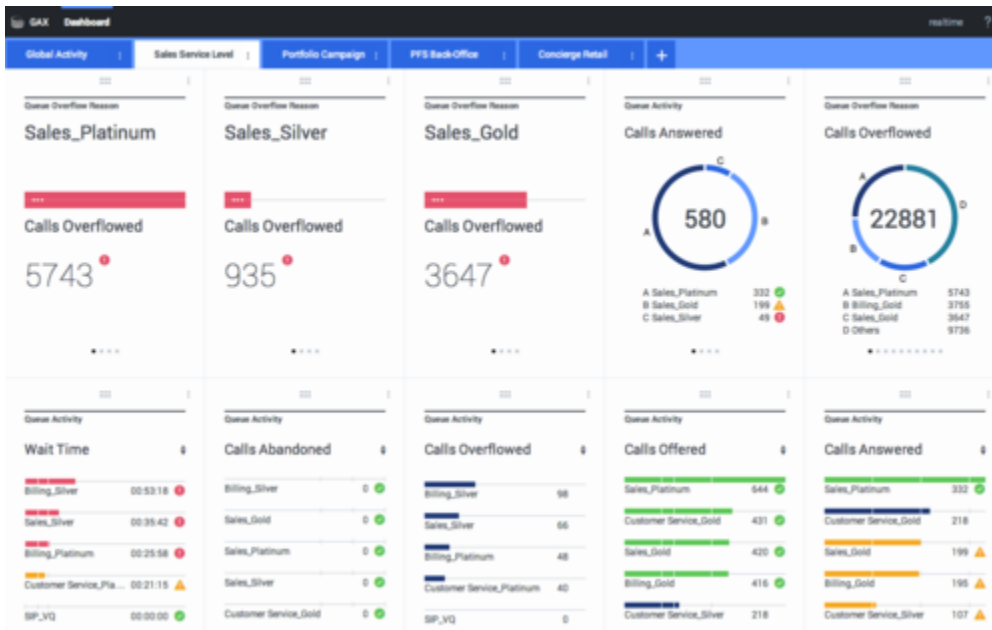 GAX Dashboard realtime ?
Global Activity Sales Service Level Portfolio Campaign PFS Back-Office Concierge Retail +
Queue Overflow Reason
Sales_Platinum
Calls Overflowed
5743
Queue Overflow Reason
Sales_Silver
Calls Overflowed
935
Queue Overflow Reason
Sales_Gold
Calls Overflowed
3647
Queue Activity
Calls Answered
C
580
A
B
A Sales_Platinum 332
B Sales_Gold 199
C Sales_Silver 49
Queue Overflow Reason
Calls Overflowed
A
22881
D
B
C
A Sales_Platinum 5743
B Billing_Gold 3755
C Sales_Gold 3647
D Others 9736
Queue Activity
Wait Time
Billing_Silver 00:53:18
Sales_Silver 00:35:42
Billing_Platinum 00:25:58
Customer Service_Pla... 00:21:15
SIP_VQ 00:00:00
Queue Activity
Calls Abandoned
Billing_Silver 0
Sales_Gold 0
Sales_Platinum 0
Sales_Silver 0
Customer Service_Gold 0
Queue Activity
Calls Overflowed
Billing_Silver 98
Sales_Silver 66
Billing_Platinum 48
Customer Service_Platinum 40
SIP_VQ 0
Queue Activity
Calls Offered
Sales_Platinum 644
Customer Service_Gold 431
Sales_Gold 420
Billing_Gold 416
Customer Service_Silver 218
Queue Activity
Calls Answered
Sales_Platinum 332
Customer Service_Gold 218
Sales_Gold 199
Billing_Gold 195
Customer Service_Silver 107